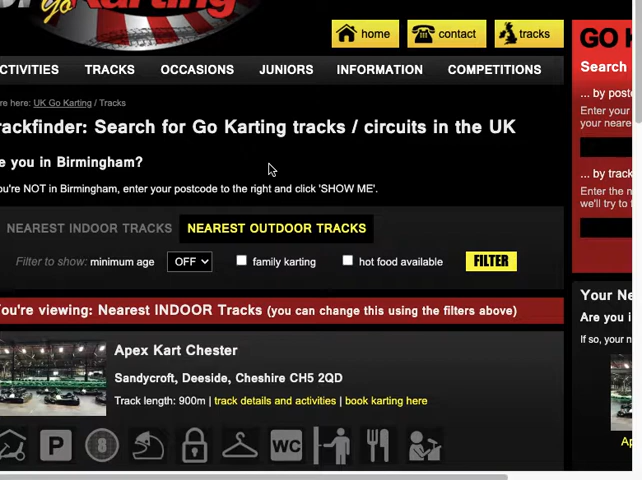 go Karting
home
contact
tracks
CTIVITIES TRACKS OCCASIONS JUNIORS INFORMATION COMPETITIONS
GO K
Search
... by poste
Enter your
your neare
... by track
Enter the n
we'll try to f
re here: UK Go Karting / Tracks
rackfinder: Search for Go Karting tracks / circuits in the UK
e you in Birmingham?
ou're NOT in Birmingham, enter your postcode to the right and click 'SHOW ME'.
NEAREST INDOOR TRACKS NEAREST OUTDOOR TRACKS
Filter to show: minimum age OFF family karting hot food available FILTER
You're viewing: Nearest INDOOR Tracks (you can change this using the filters above)
Apex Kart Chester
Sandycroft, Deeside, Cheshire CH5 2QD
Track length: 900m | track details and activities | book karting here
P 8 WC
Your Ne
Are you i
If so, your n
Ap